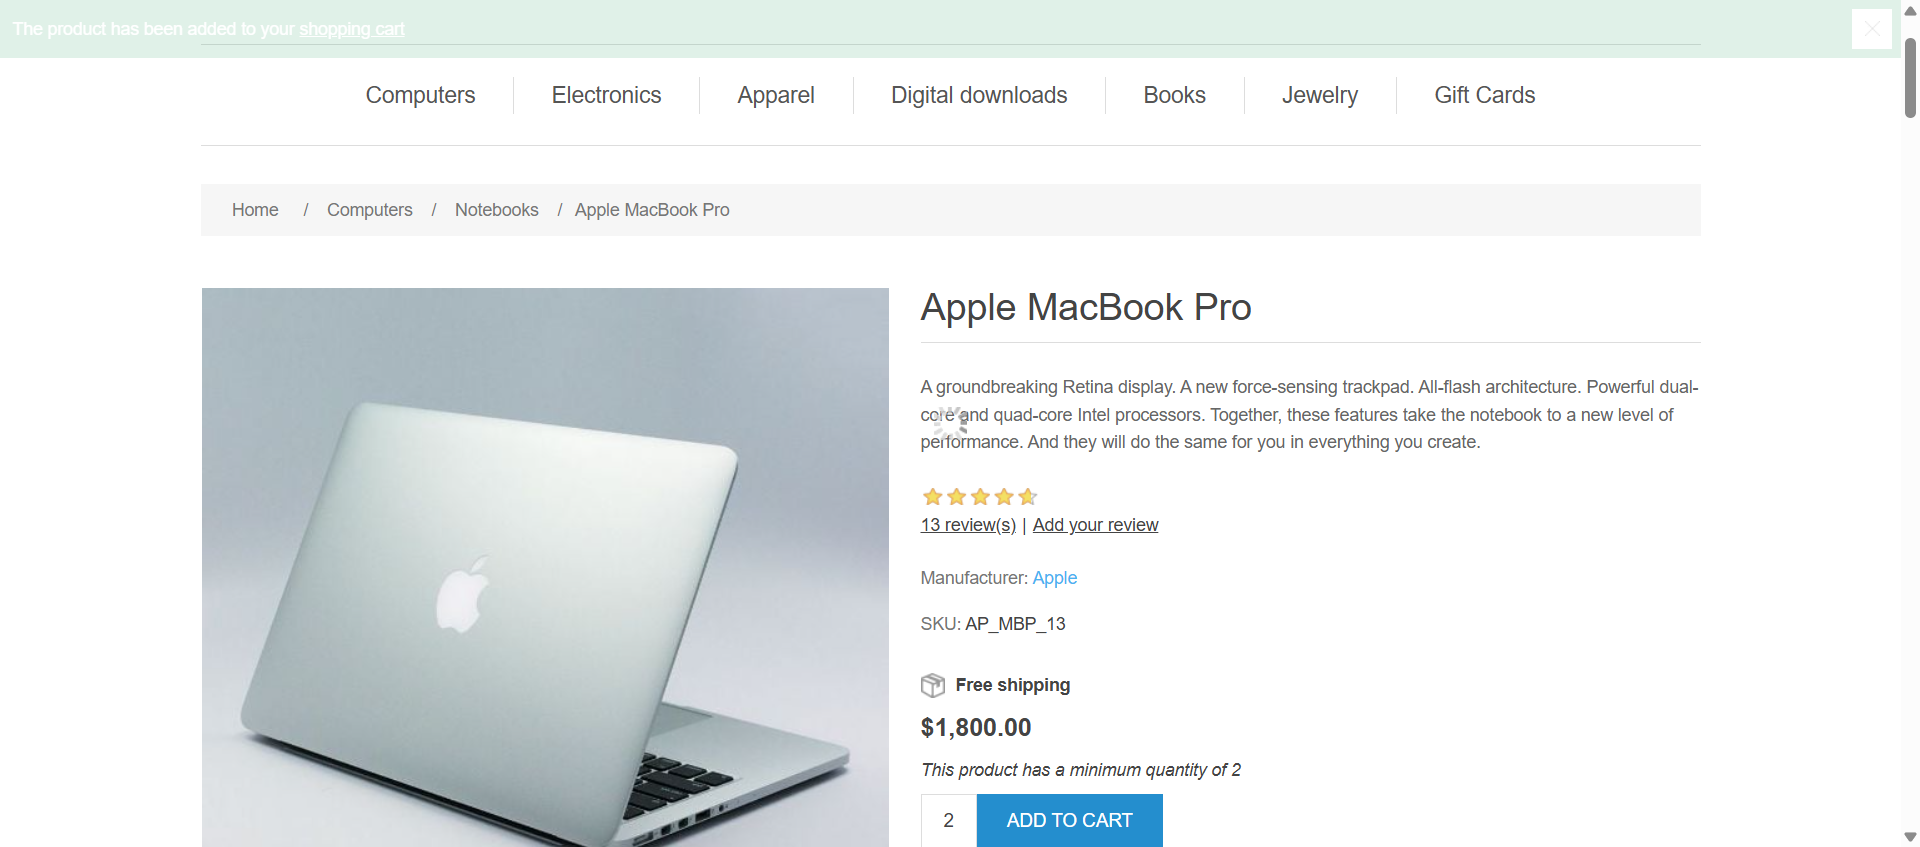 The product has been added to your shopping cart
Computers
Electronics
Apparel
Digital downloads
Books
Jewelry
Gift Cards
Home / Computers / Notebooks / Apple MacBook Pro
Apple MacBook Pro
A groundbreaking Retina display. A new force-sensing trackpad. All-flash architecture. Powerful dual-
core and quad-core Intel processors. Together, these features take the notebook to a new level of
performance. And they will do the same for you in everything you create.
13 review(s) | Add your review
Manufacturer: Apple
SKU: AP_MBP_13
Free shipping
$1,800.00
This product has a minimum quantity of 2
2
ADD TO CART